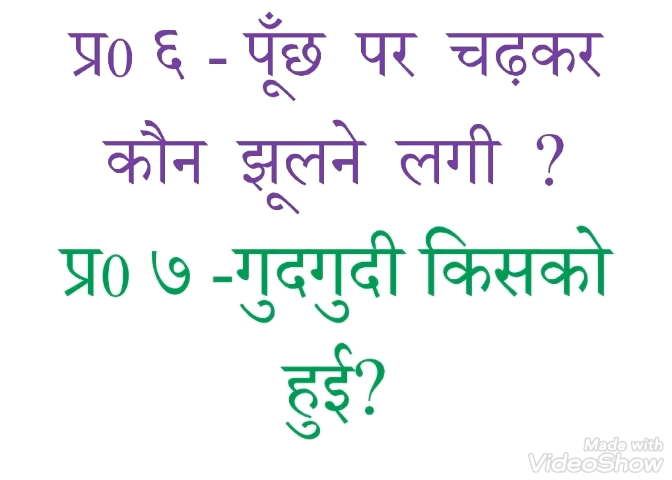 प्र0 ६ - पूँछ पर चढ़कर
कौन झूलने लगी ?
प्र0 ७ -गुदगुदी किसको
हुई?
Made with
VideoShow